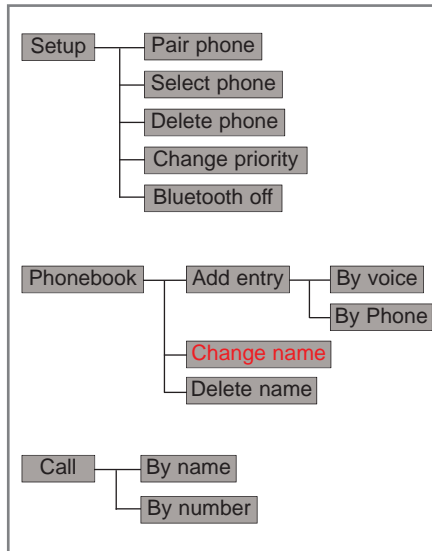 Setup
Pair phone
Select phone
Delete phone
Change priority
Bluetooth off
Phonebook
Add entry
By voice
By Phone
Change name
Delete name
Call
By name
By number